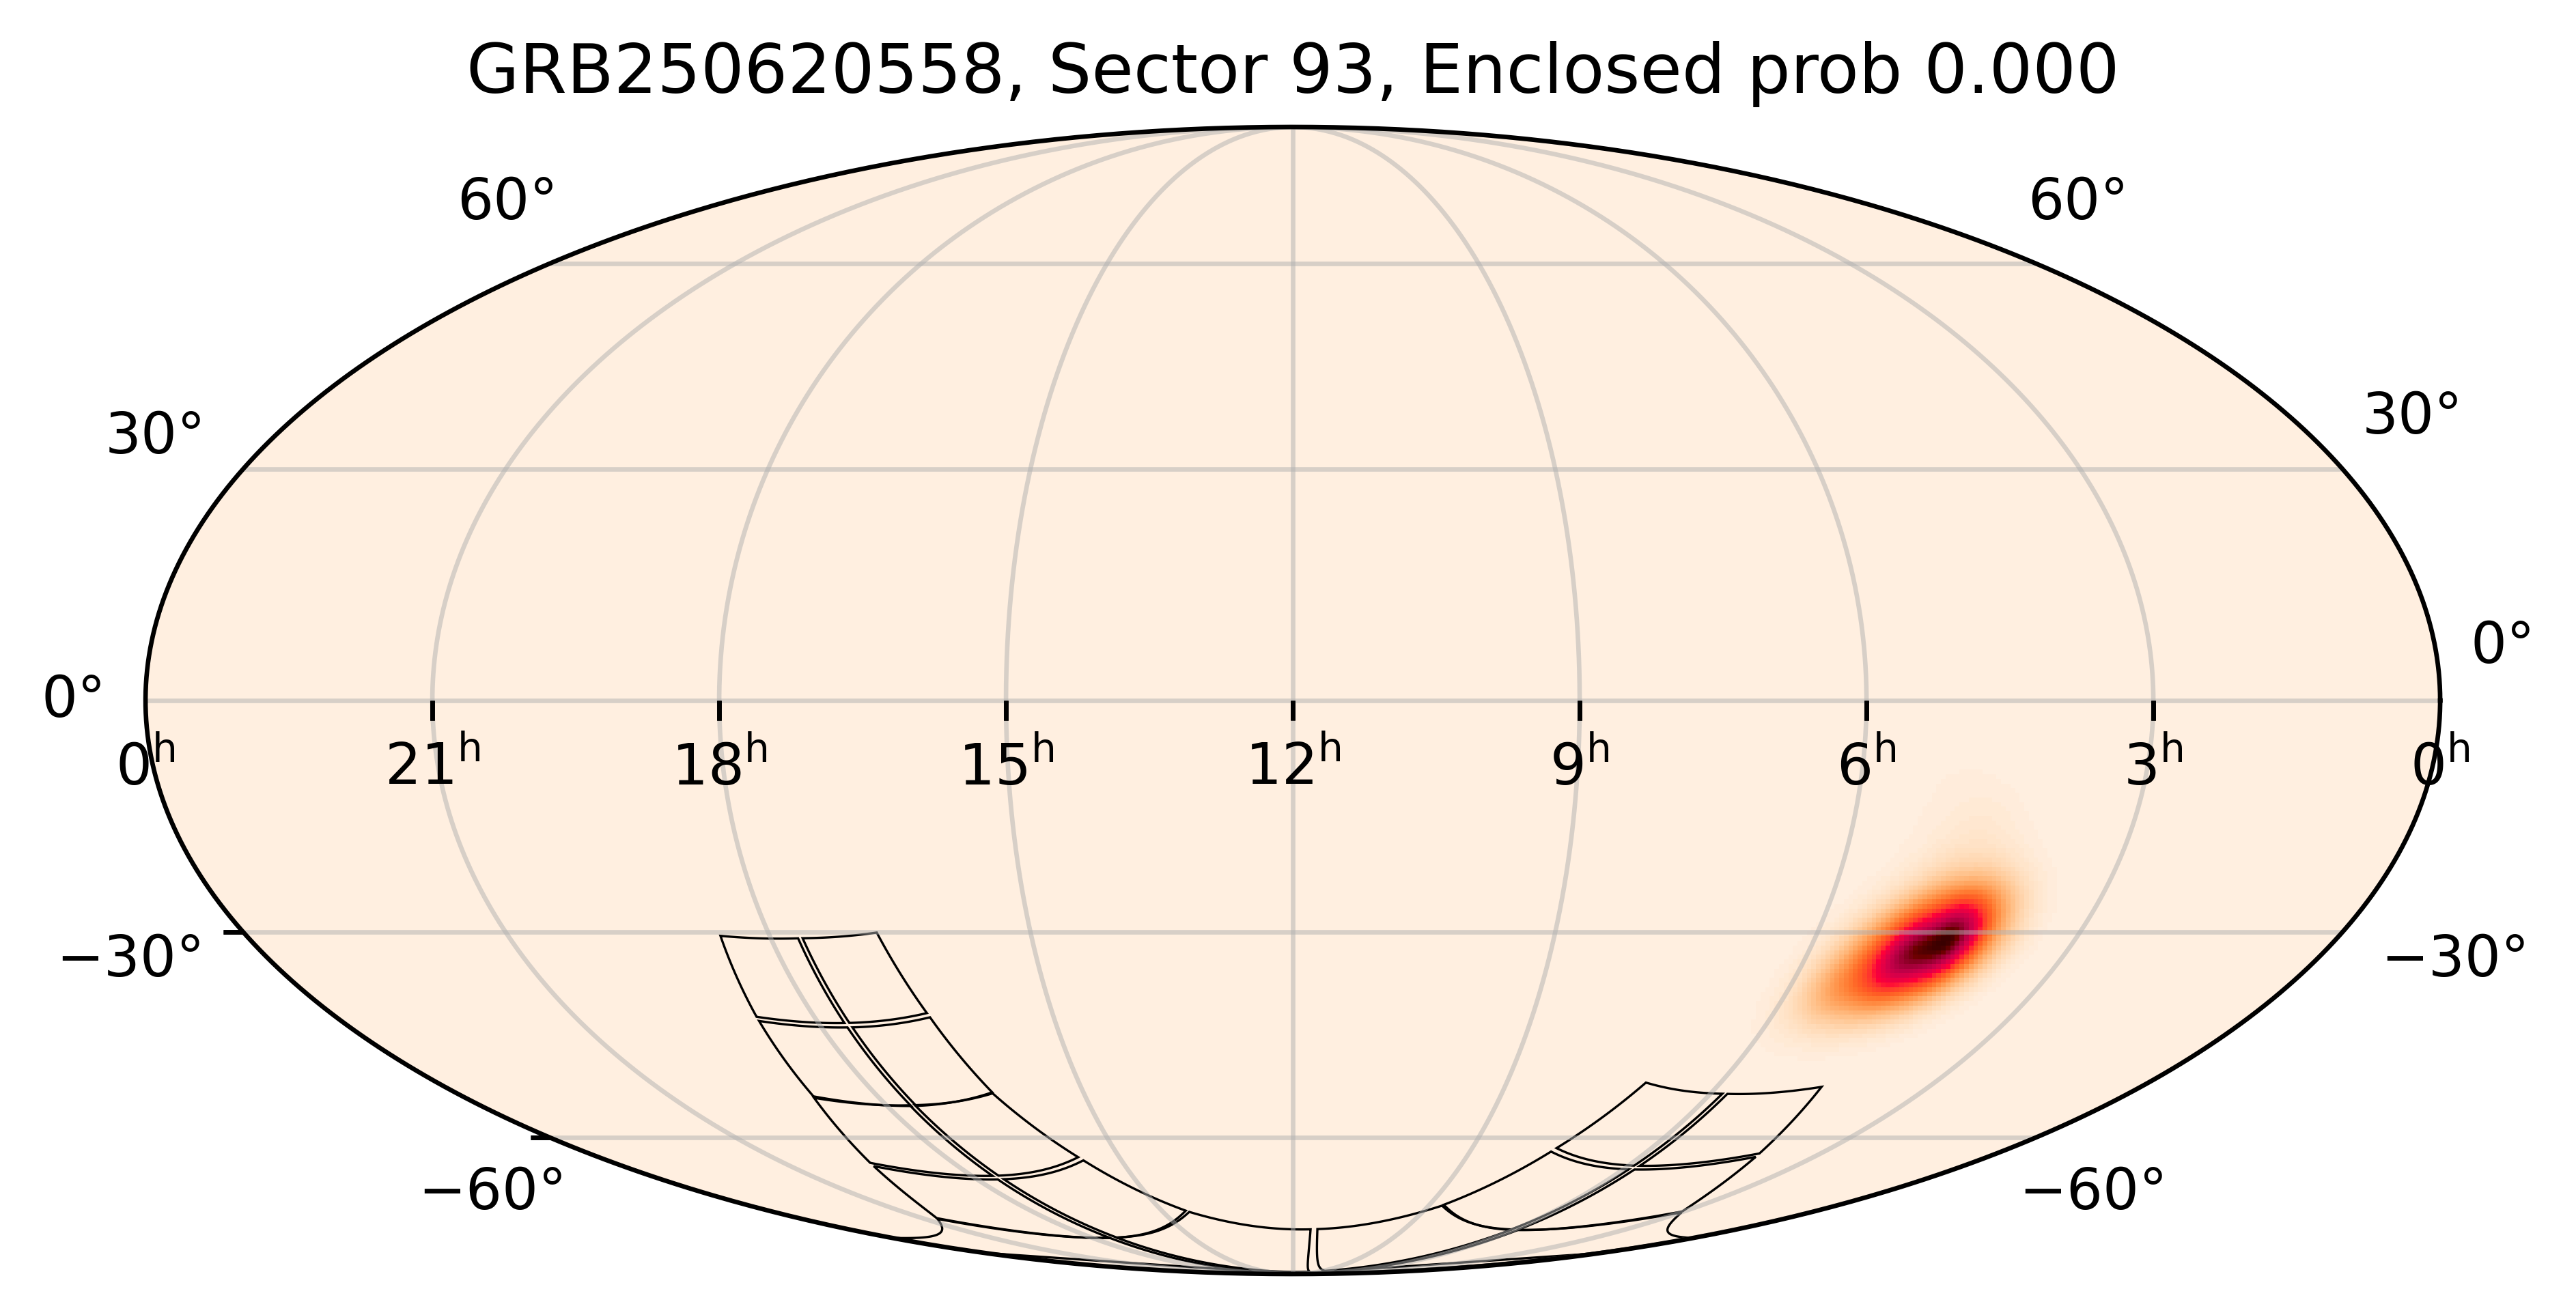 GRB250620558, Sector 93, Enclosed prob 0.000
60° 60°
30° 30°
0° 0°
0ʰ 21ʰ 18ʰ 15ʰ 12ʰ 9ʰ 6ʰ 3ʰ 0ʰ
−30° −30°
−60° −60°